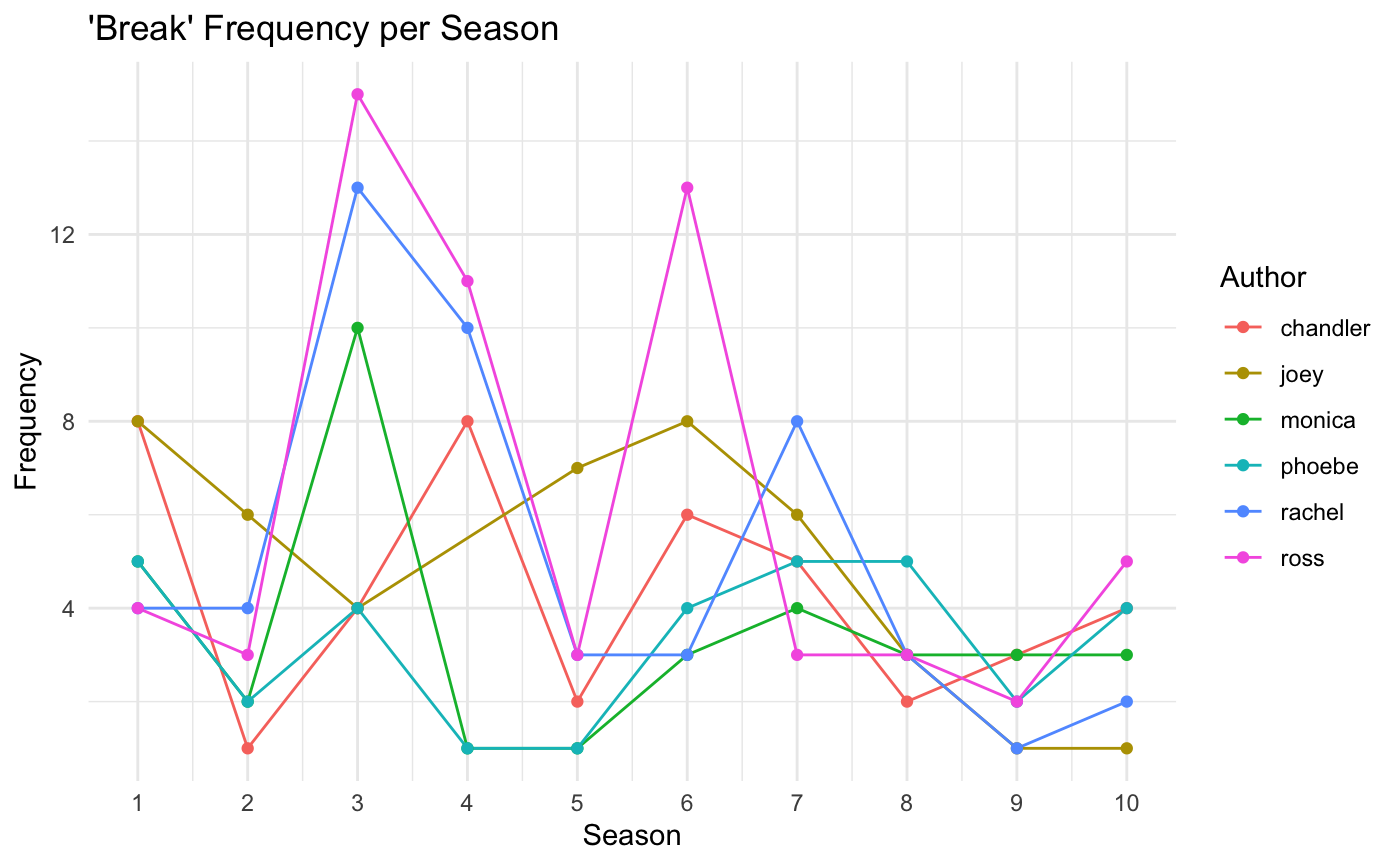 'Break' Frequency per Season
12
8
4
Frequency
1 2 3 4 5 6 7 8 9 10
Season
Author
chandler
joey
monica
phoebe
rachel
ross